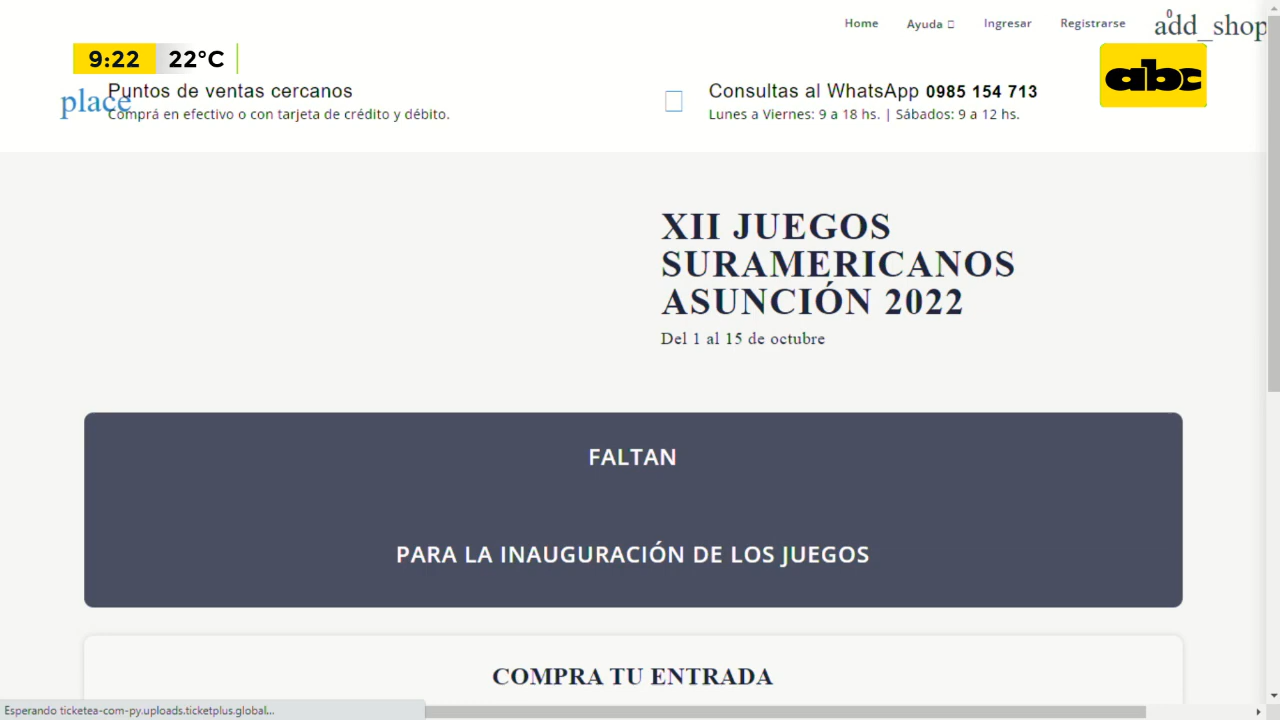 Home
Ayuda
Ingresar
Registrarse
0
add_shop
9:22
22°C
abc
place
Puntos de ventas cercanos
Comprá en efectivo o con tarjeta de crédito y débito.
Consultas al WhatsApp 0985 154 713
Lunes a Viernes: 9 a 18 hs. | Sábados: 9 a 12 hs.
XII JUEGOS
SURAMERICANOS
ASUNCIÓN 2022
Del 1 al 15 de octubre
FALTAN
PARA LA INAUGURACIÓN DE LOS JUEGOS
COMPRA TU ENTRADA
Esperando ticketea-com-py.uploads.ticketplus.global...